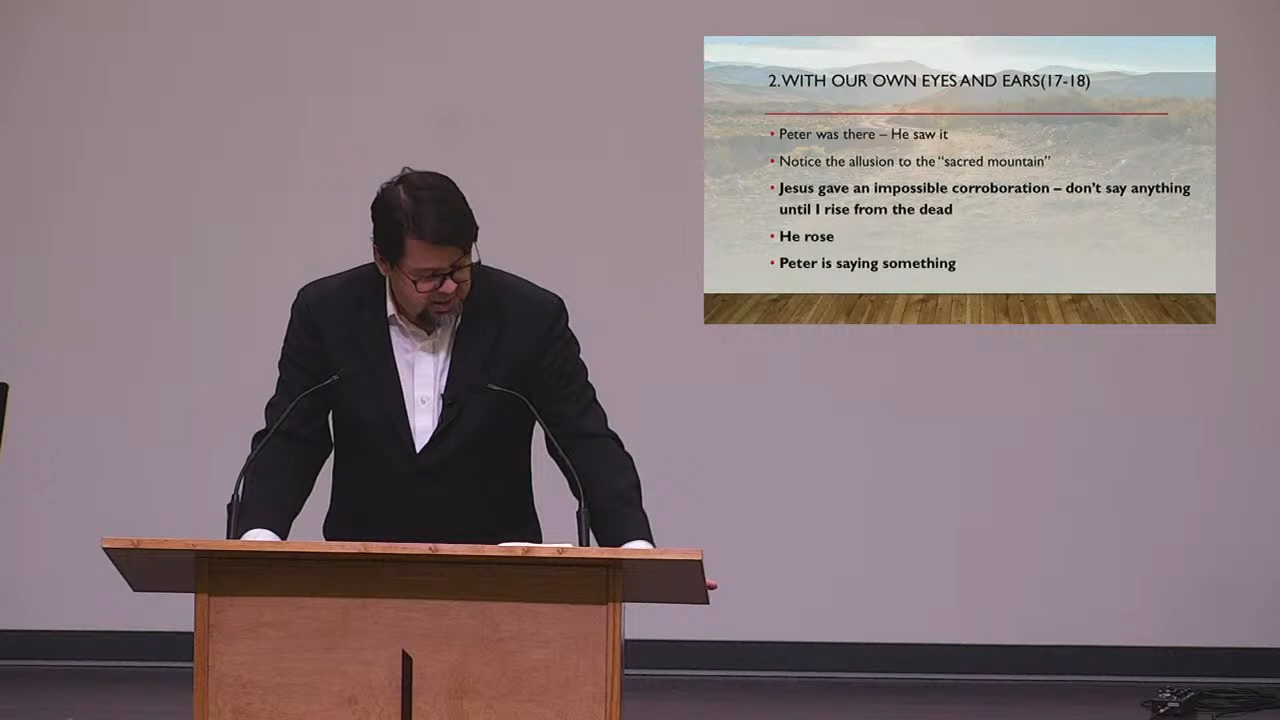 2. WITH OUR OWN EYES AND EARS(17-18)
• Peter was there – He saw it
• Notice the allusion to the “sacred mountain”
• Jesus gave an impossible corroboration – don’t say anything
until I rise from the dead
• He rose
• Peter is saying something